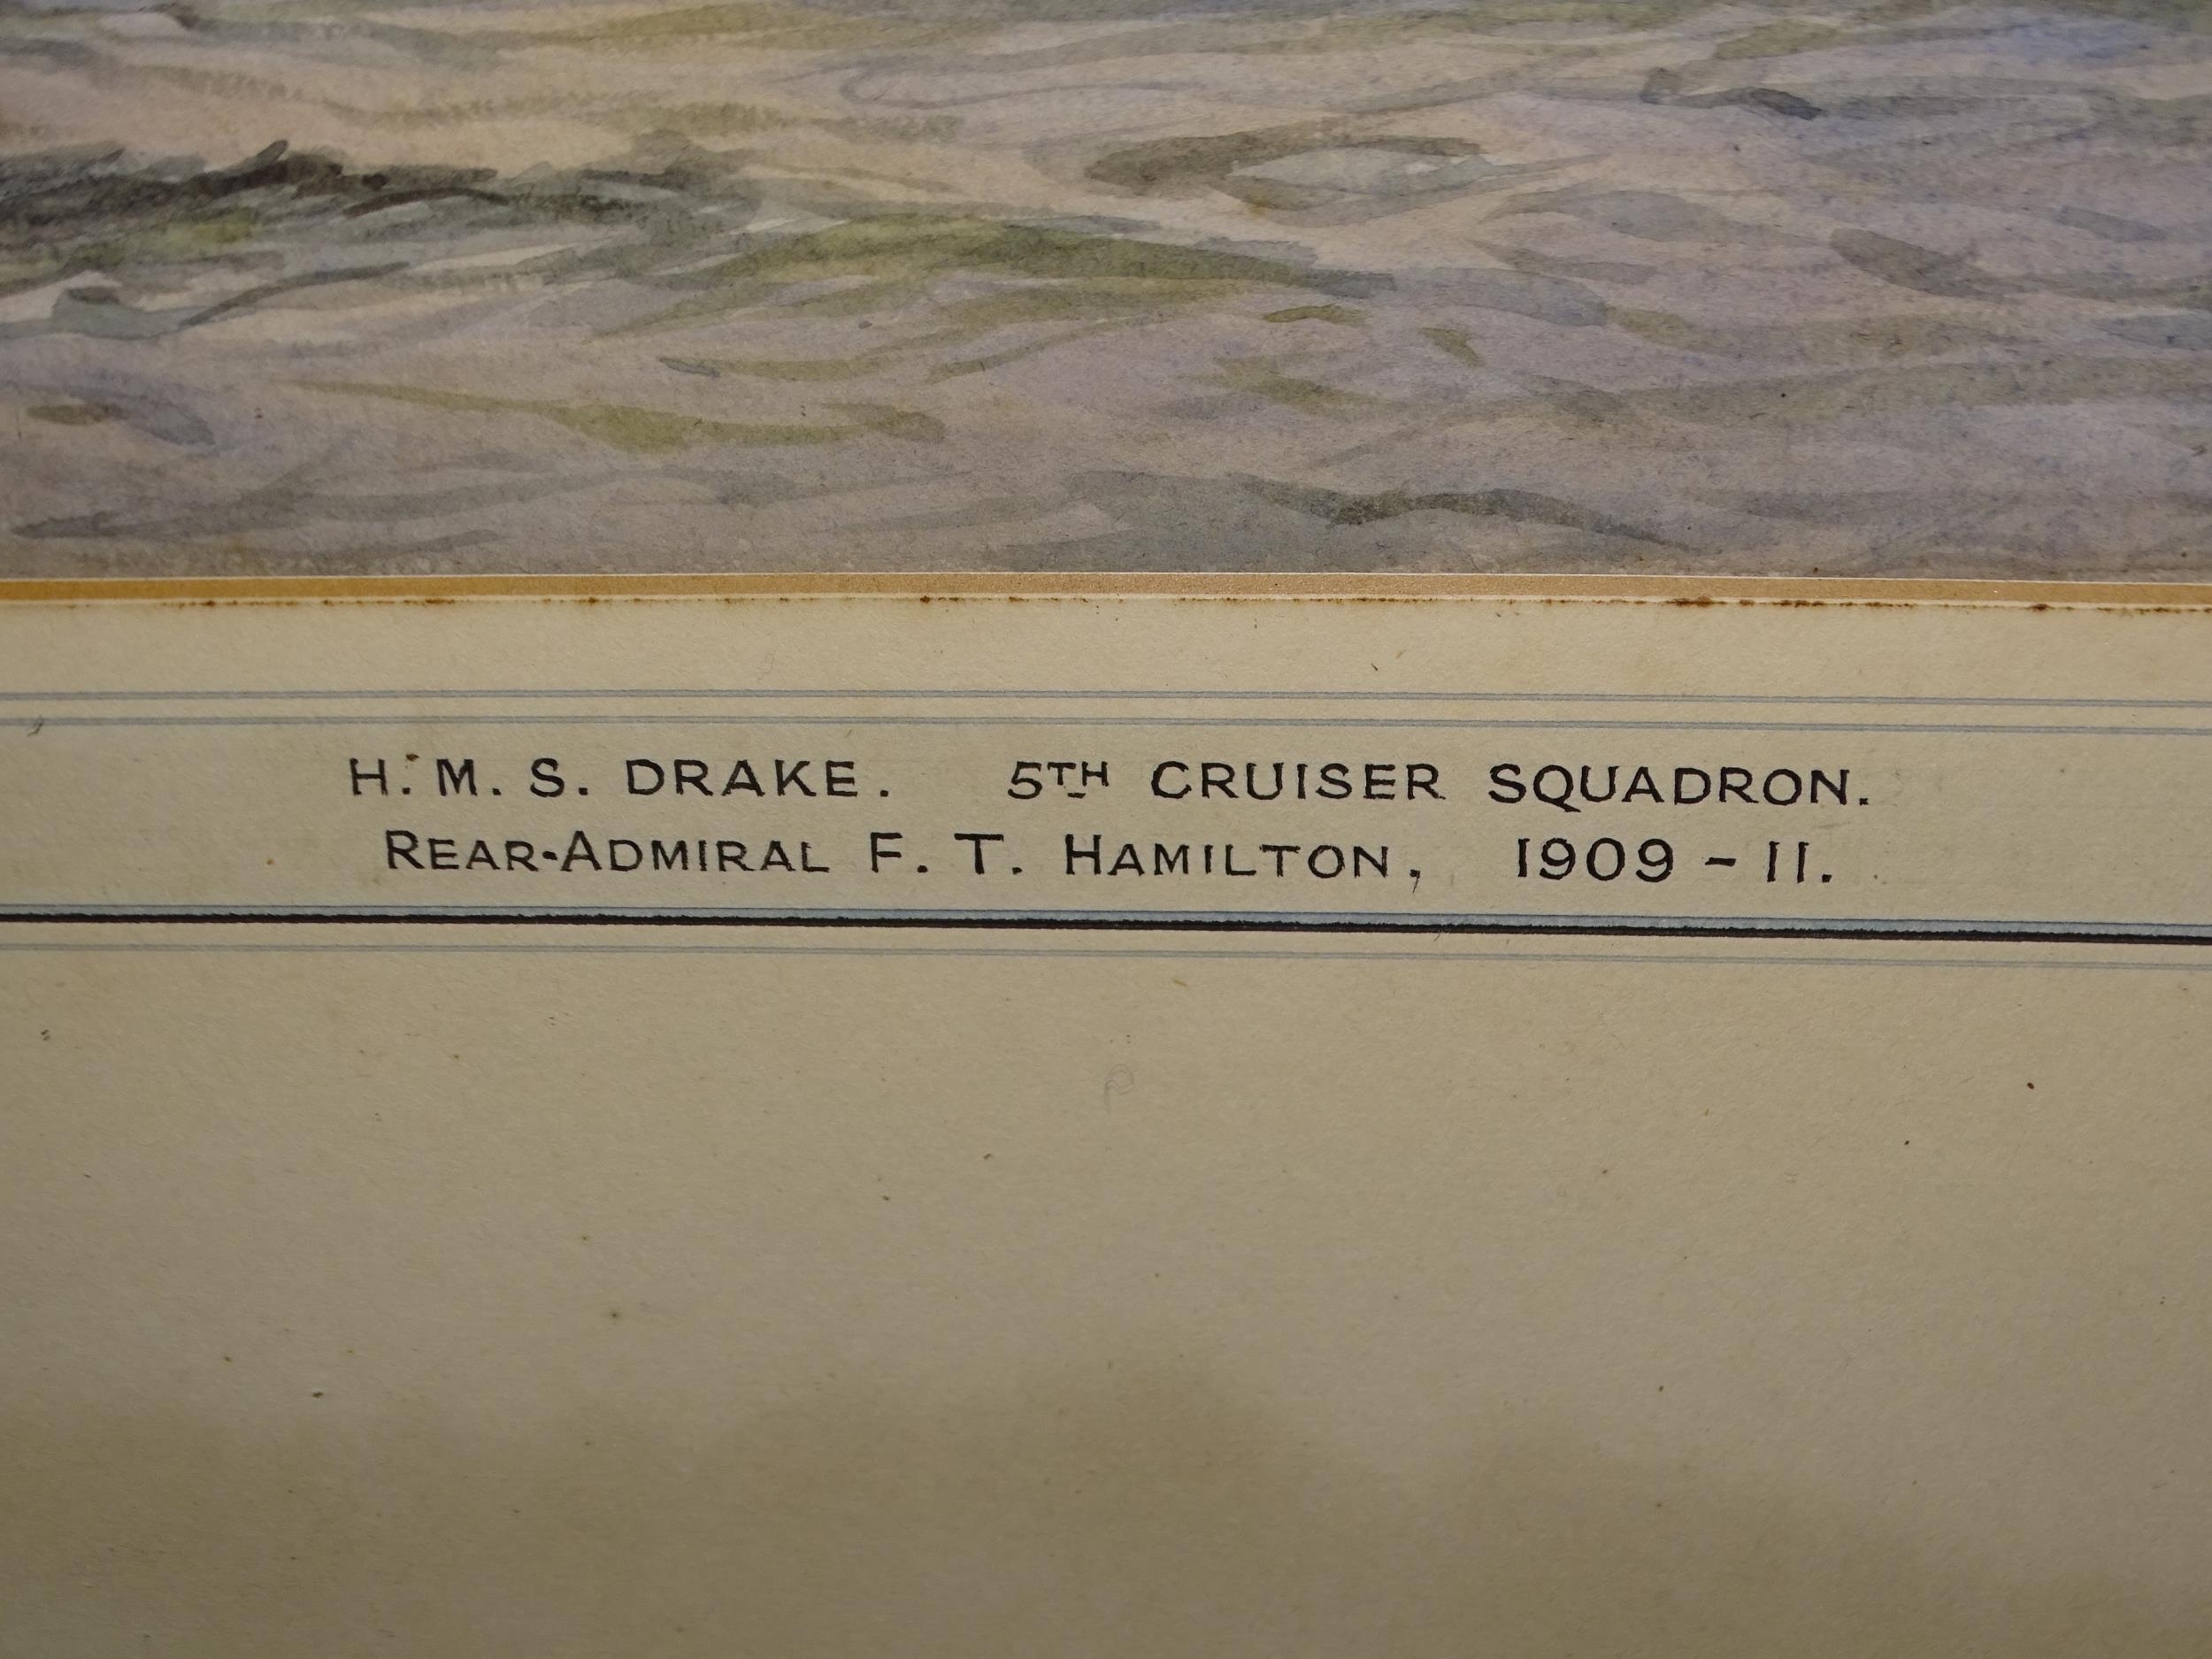 H. M. S. DRAKE. 5TH CRUISER SQUADRON.
REAR-ADMIRAL F. T. HAMILTON, 1909 - 11.